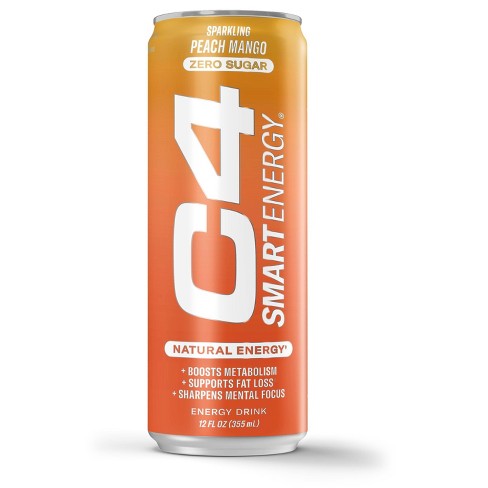 SPARKLING
PEACH MANGO
ZERO SUGAR
C4
SMART ENERGY®
NATURAL ENERGY†
+ BOOSTS METABOLISM
+ SUPPORTS FAT LOSS
+ SHARPENS MENTAL FOCUS
ENERGY DRINK
12 FL OZ (355 mL)